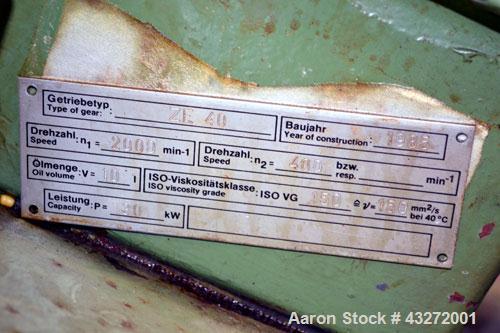 Getriebetyp.
Type of gear: ZE 40
Baujahr
Year of construction:
Drehzahl: n1 = 2000 min-1
Speed
Drehzahl: n2 = 400 bzw. min-1
Speed resp.
Ölmenge: V = l
Oil volume
ISO-Viskositätsklasse: ISO VG 150 ≙ ν = 150 mm²/s
ISO viscosity grade bei 40°C
Leistung: P = kW
Capacity
Aaron Stock # 43272001